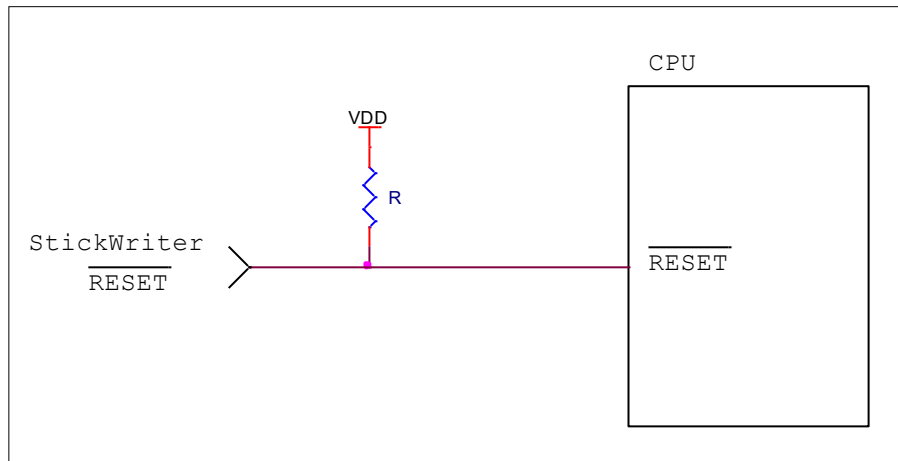 CPU
VDD
R
StickWriter
RESET
RESET